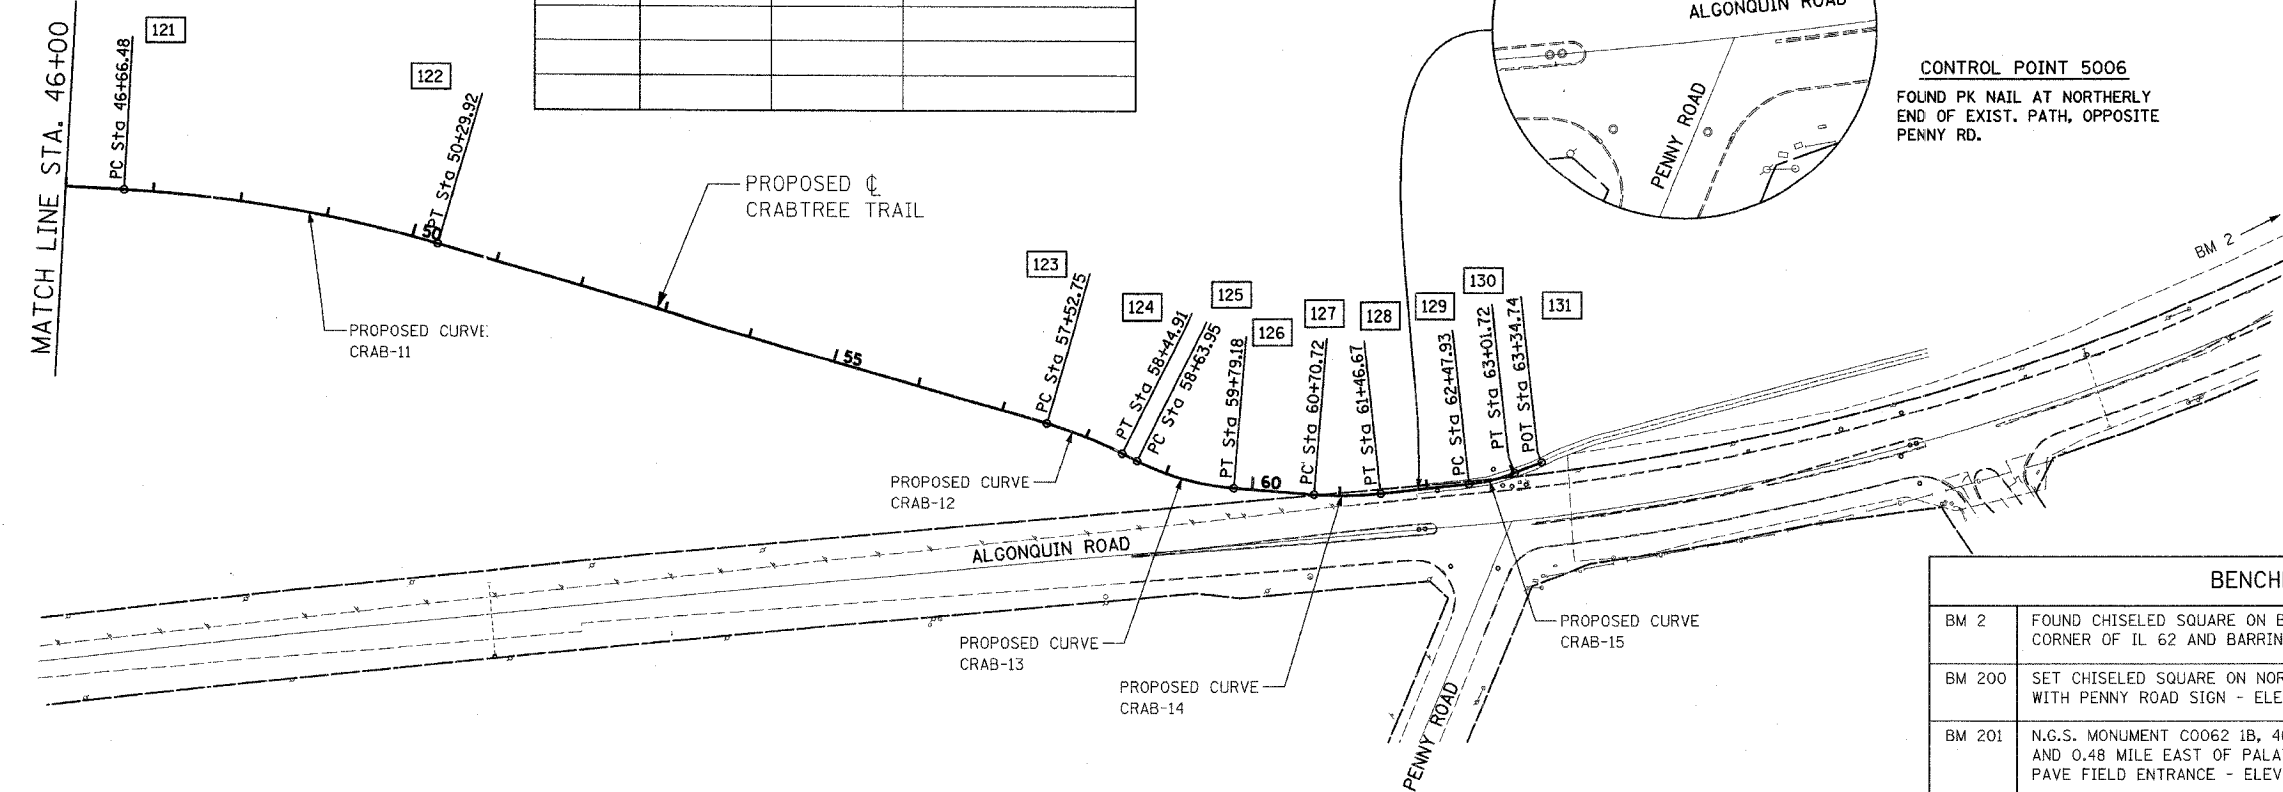 MATCH LINE STA. 46+00
121
PC Sta 46+66.48
122
PT Sta 50+29.92
50
PROPOSED CURVE
CRAB-11
PROPOSED ℄
CRABTREE TRAIL
55
123
PC Sta 57+52.75
124
PT Sta 58+44.91
125
PC Sta 58+63.95
126
PT Sta 59+79.18
60
127
PC Sta 60+70.72
128
PT Sta 61+46.67
129
PC Sta 62+47.93
130
PT Sta 63+01.72
131
POT Sta 63+34.74
PROPOSED CURVE
CRAB-12
PROPOSED CURVE
CRAB-13
PROPOSED CURVE
CRAB-14
PROPOSED CURVE
CRAB-15
ALGONQUIN ROAD
PENNY ROAD
ALGONQUIN ROAD
PENNY ROAD
CONTROL POINT 5006
FOUND PK NAIL AT NORTHERLY
END OF EXIST. PATH, OPPOSITE
PENNY RD.
BM 2
BENCH
BM 2
FOUND CHISELED SQUARE ON
CORNER OF IL 62 AND BARRIN
BM 200
SET CHISELED SQUARE ON NOR
WITH PENNY ROAD SIGN - ELE
BM 201
N.G.S. MONUMENT COO62 1B,
AND 0.48 MILE EAST OF PALA
PAVE FIELD ENTRANCE - ELEV